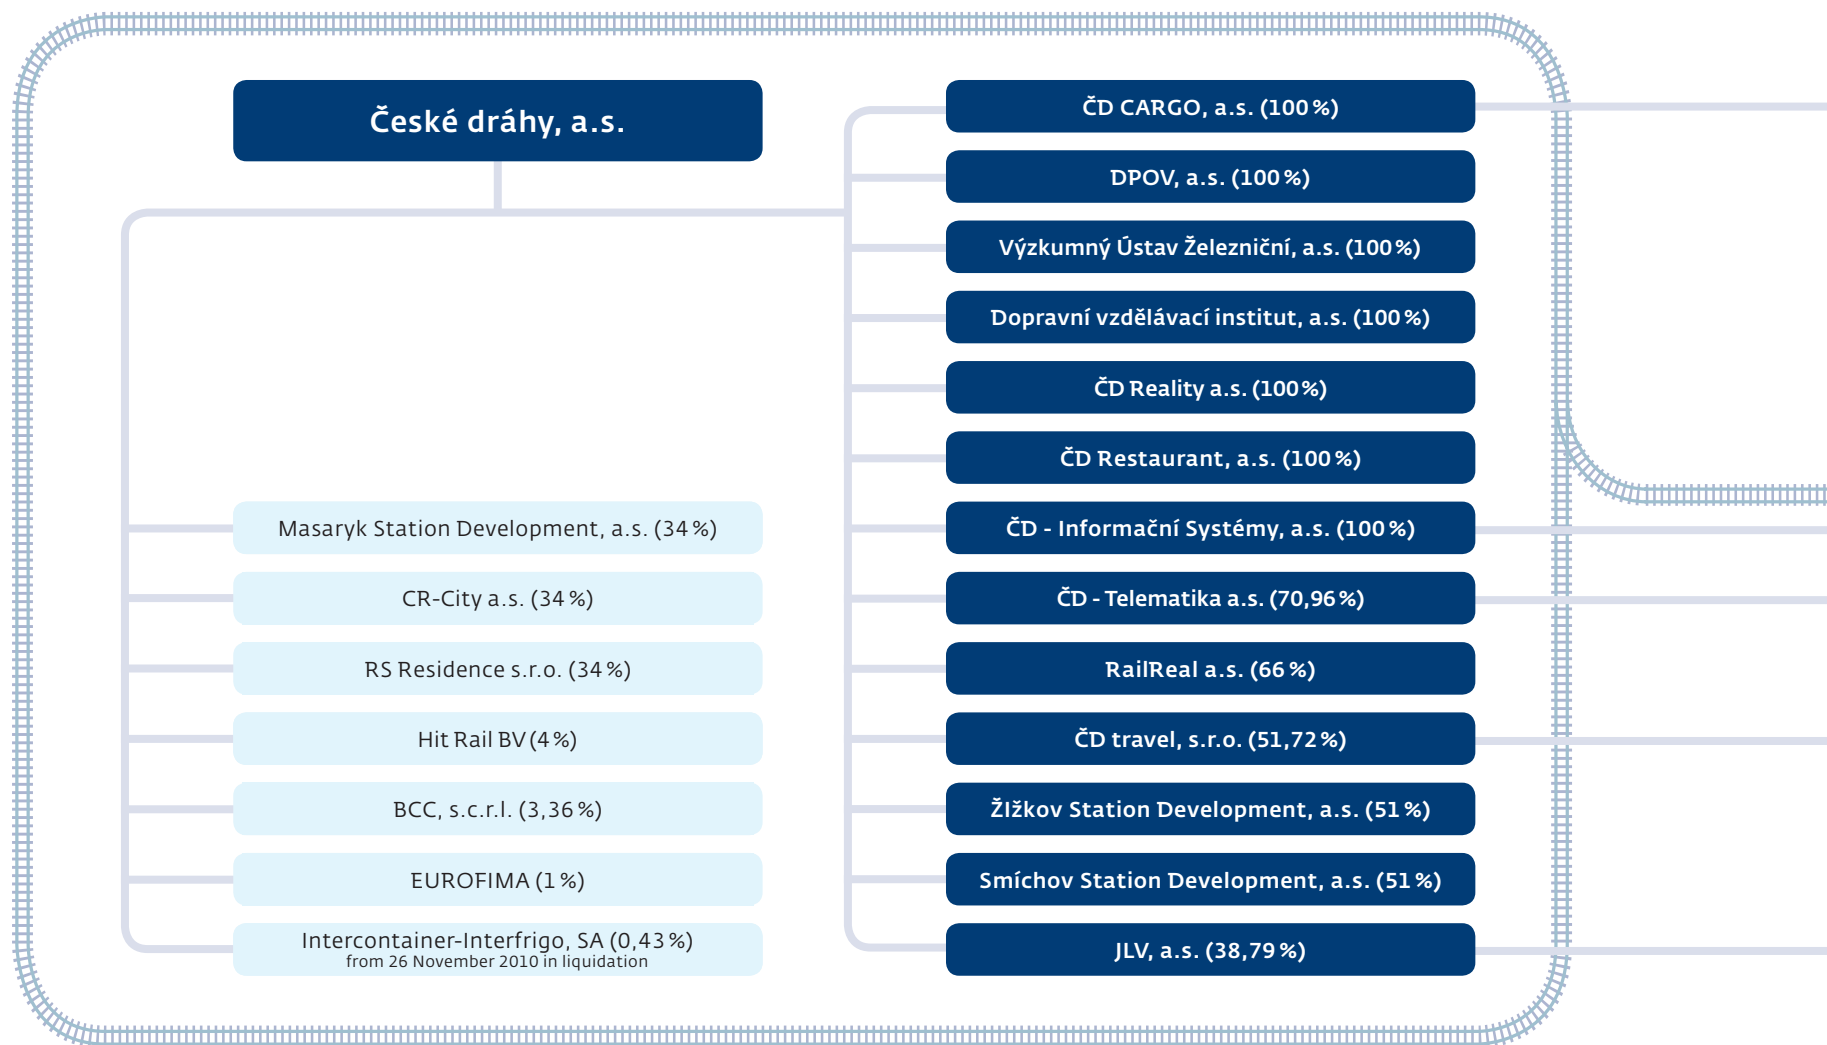 České dráhy, a.s.
Masaryk Station Development, a.s. (34 %)
CR-City a.s. (34 %)
RS Residence s.r.o. (34 %)
Hit Rail BV (4 %)
BCC, s.c.r.l. (3,36 %)
EUROFIMA (1 %)
Intercontainer-Interfrigo, SA (0,43 %)
from 26 November 2010 in liquidation
ČD CARGO, a.s. (100 %)
DPOV, a.s. (100 %)
Výzkumný Ústav Železniční, a.s. (100 %)
Dopravní vzdělávací institut, a.s. (100 %)
ČD Reality a.s. (100 %)
ČD Restaurant, a.s. (100 %)
ČD - Informační Systémy, a.s. (100 %)
ČD - Telematika a.s. (70,96 %)
RailReal a.s. (66 %)
ČD travel, s.r.o. (51,72 %)
ŽIžkov Station Development, a.s. (51 %)
Smíchov Station Development, a.s. (51 %)
JLV, a.s. (38,79 %)